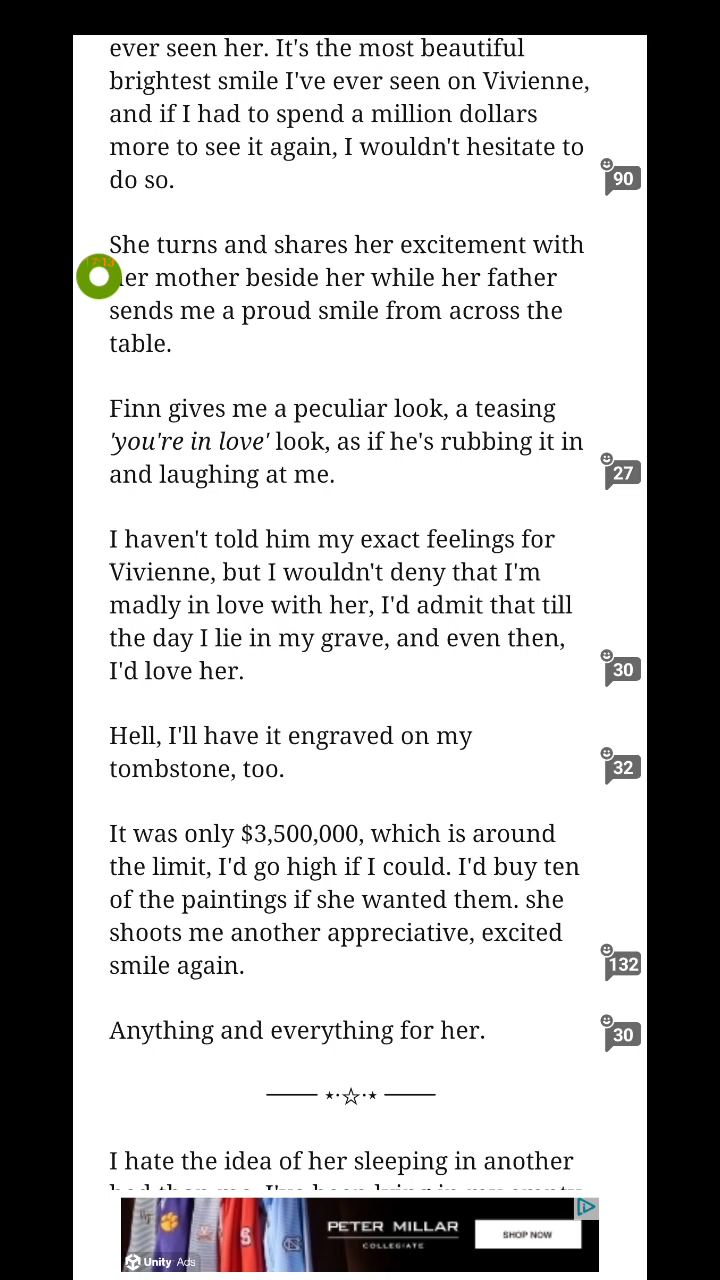 ever seen her. It's the most beautiful
brightest smile I've ever seen on Vivienne,
and if I had to spend a million dollars
more to see it again, I wouldn't hesitate to
do so.
90
She turns and shares her excitement with
her mother beside her while her father
sends me a proud smile from across the
table.
Finn gives me a peculiar look, a teasing
'you're in love' look, as if he's rubbing it in
and laughing at me.
27
I haven't told him my exact feelings for
Vivienne, but I wouldn't deny that I'm
madly in love with her, I'd admit that till
the day I lie in my grave, and even then,
I'd love her.
30
Hell, I'll have it engraved on my
tombstone, too.
32
It was only $3,500,000, which is around
the limit, I'd go high if I could. I'd buy ten
of the paintings if she wanted them. she
shoots me another appreciative, excited
smile again.
132
Anything and everything for her.
30
I hate the idea of her sleeping in another
PETER MILLAR
COLLEGIATE
SHOP NOW
Unity Ads